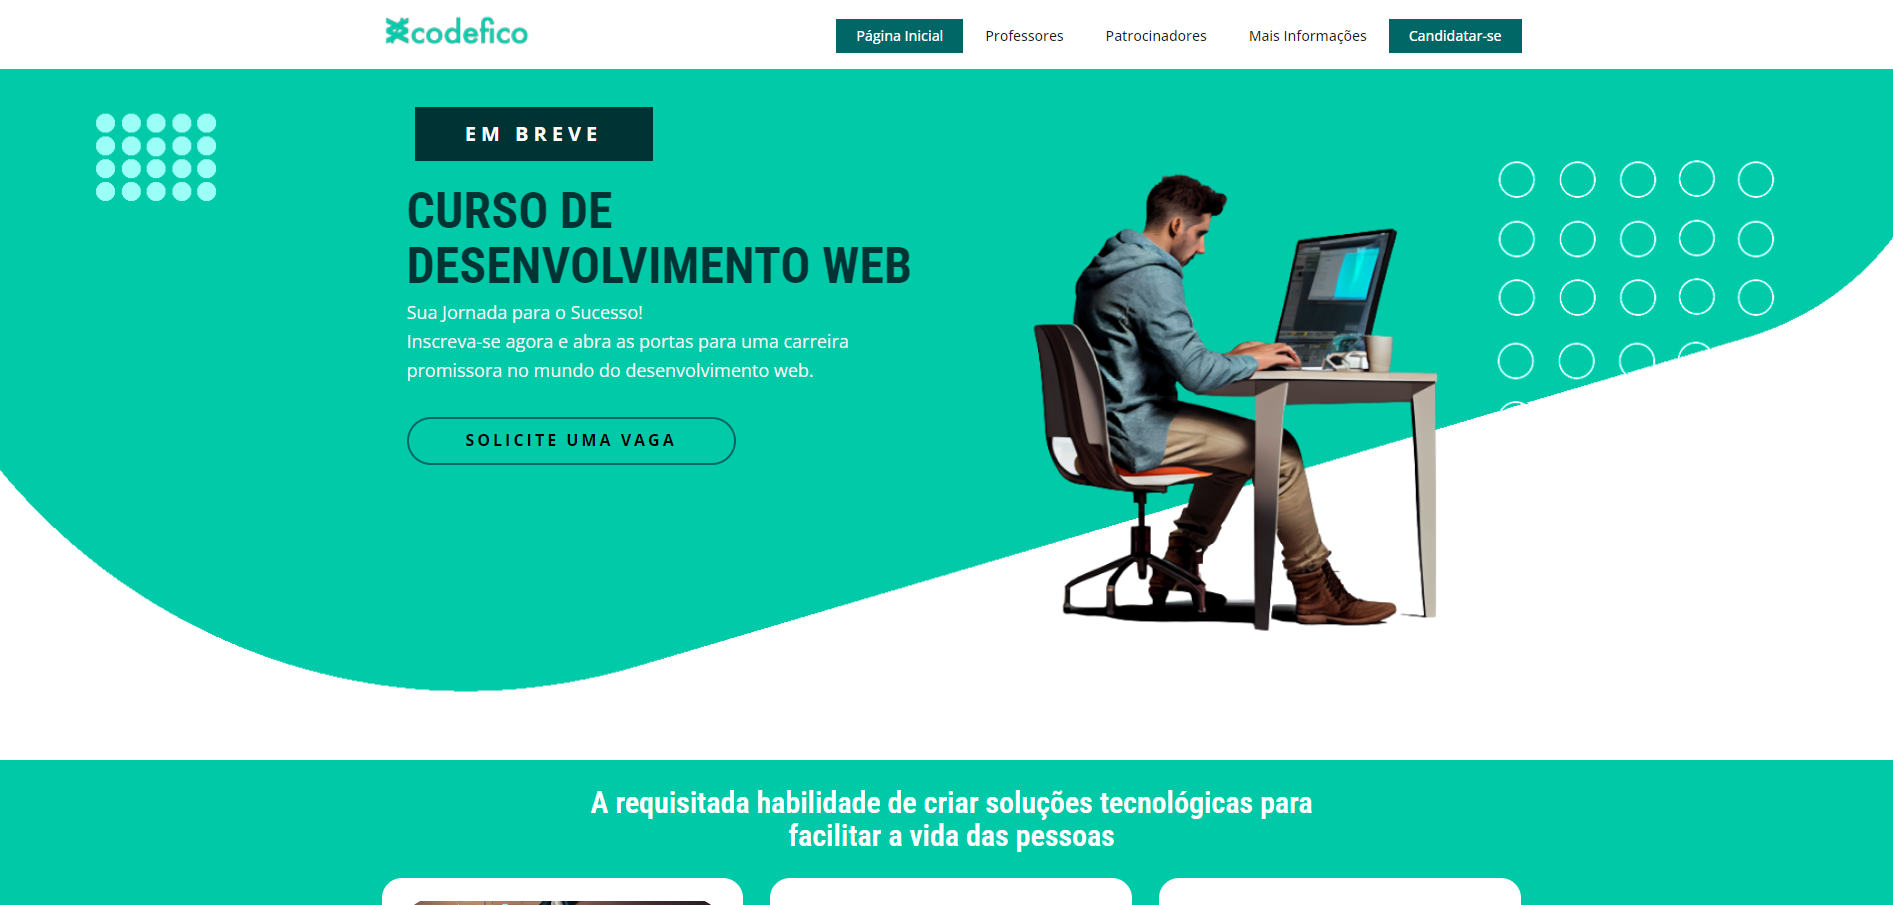 codefico
Página Inicial
Professores
Patrocinadores
Mais Informações
Candidatar-se
EM BREVE
CURSO DE
DESENVOLVIMENTO WEB
Sua Jornada para o Sucesso!
Inscreva-se agora e abra as portas para uma carreira
promissora no mundo do desenvolvimento web.
SOLICITE UMA VAGA
A requisitada habilidade de criar soluções tecnológicas para
facilitar a vida das pessoas